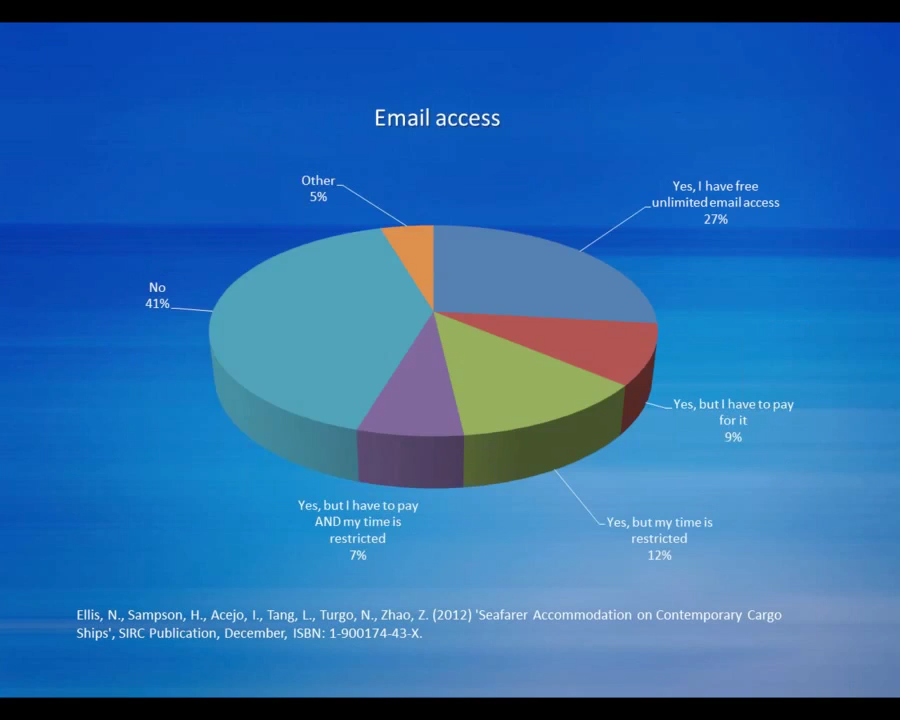 Email access
Other
5%
Yes, I have free
unlimited email access
27%
No
41%
Yes, but I have to pay
for it
9%
Yes, but I have to pay
AND my time is
restricted
7%
Yes, but my time is
restricted
12%
Ellis, N., Sampson, H., Acejo, I., Tang, L., Turgo, N., Zhao, Z. (2012) 'Seafarer Accommodation on Contemporary Cargo
Ships', SIRC Publication, December, ISBN: 1-900174-43-X.